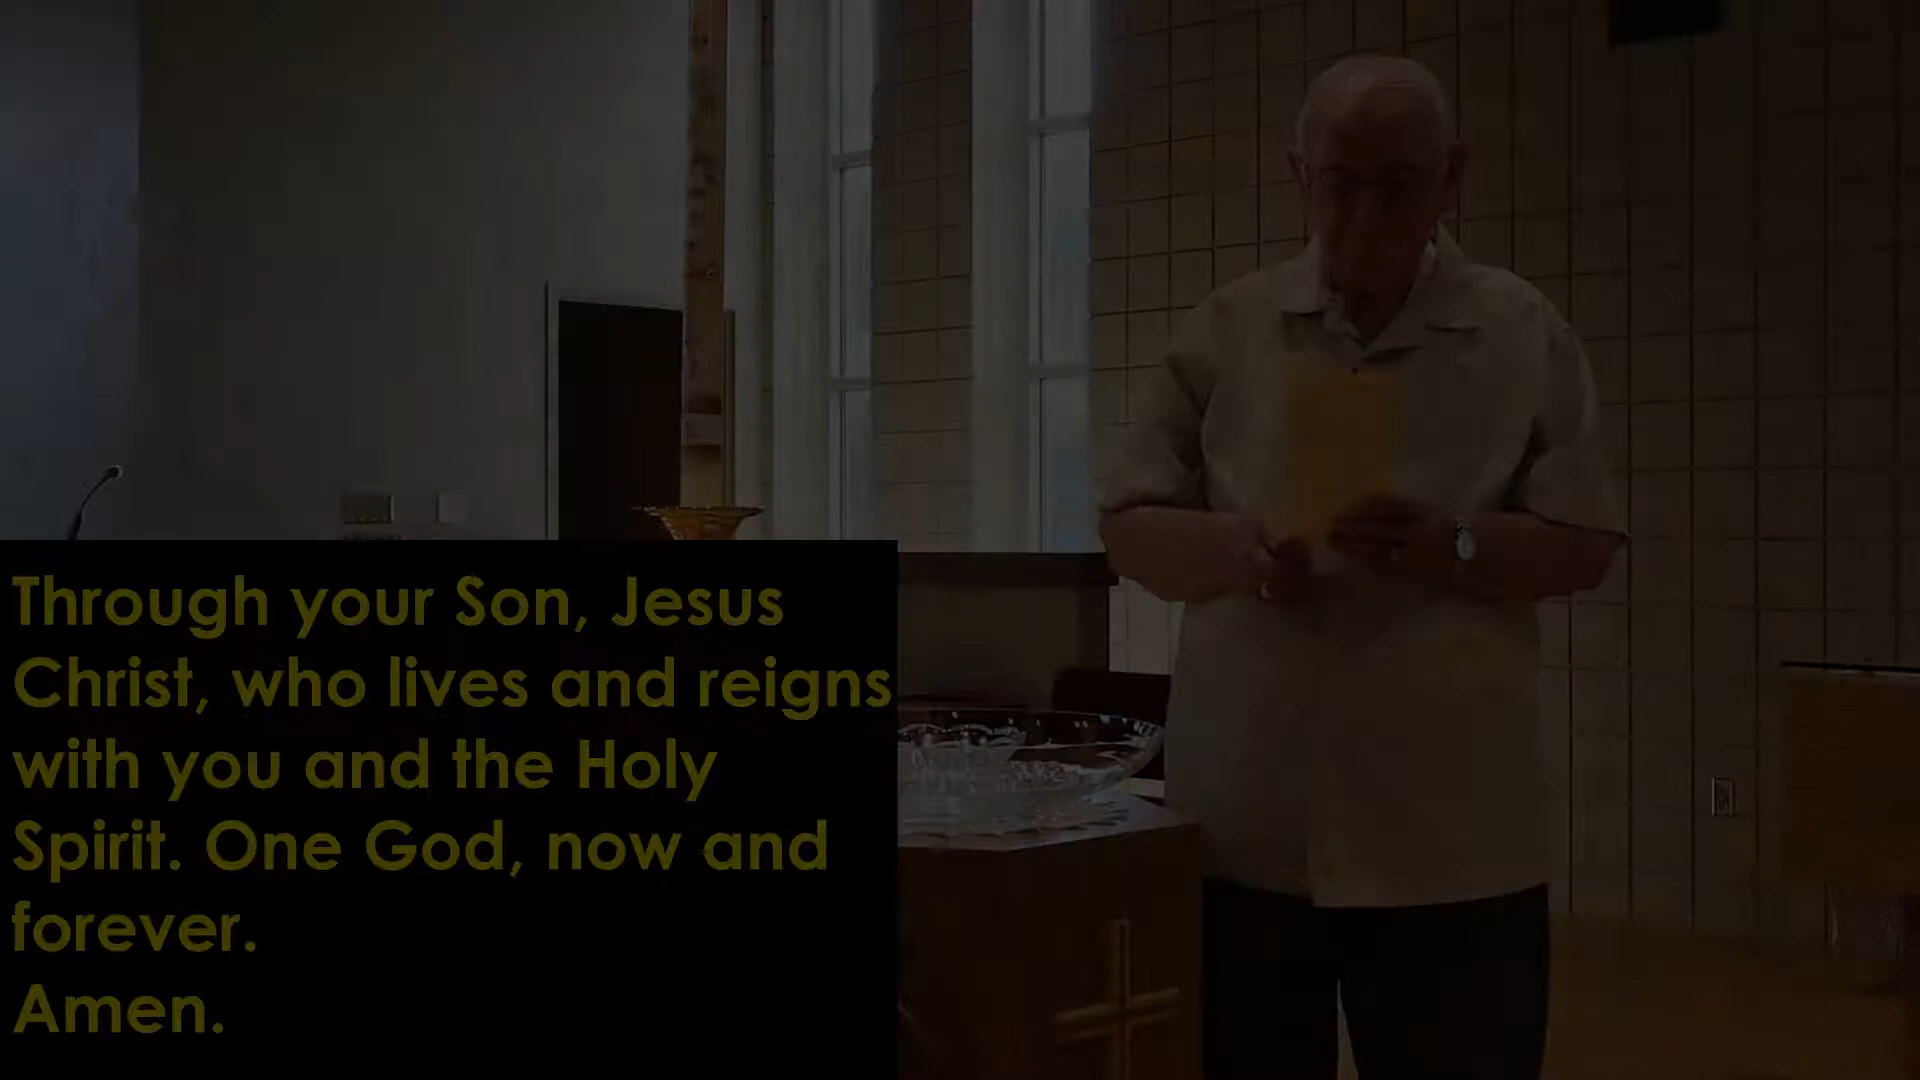 Through your Son, Jesus
Christ, who lives and reigns
with you and the Holy
Spirit. One God, now and
forever.
Amen.